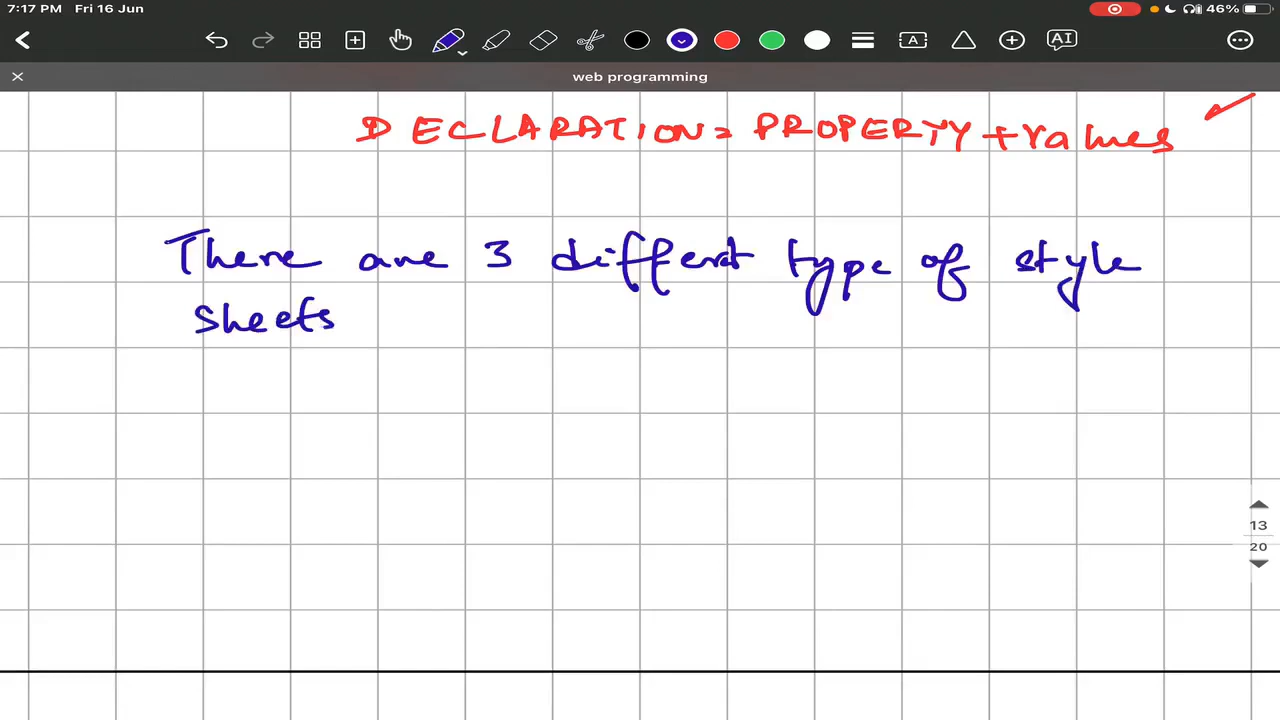 7:17 PM Fri 16 Jun
46%
A
AI
web programming
DECLARATION = PROPERTY + values
There are 3 different type of style
sheets
13
20